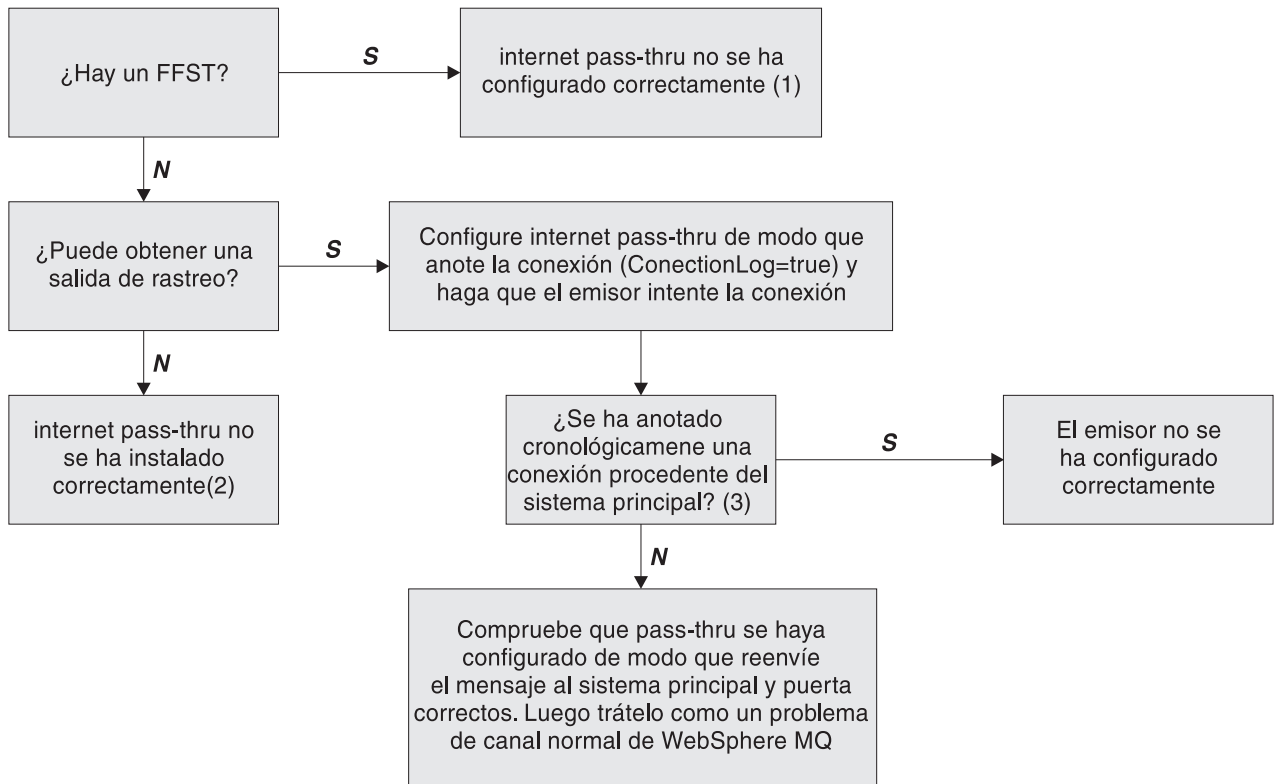 ¿Hay un FFST?
S
internet pass-thru no se ha
configurado correctamente (1)
N
¿Puede obtener una
salida de rastreo?
S
Configure internet pass-thru de modo que
anote la conexión (ConectionLog=true) y
haga que el emisor intente la conexión
N
internet pass-thru no
se ha instalado
correctamente(2)
¿Se ha anotado
cronológicamene una
conexión procedente del
sistema principal? (3)
S
El emisor no se
ha configurado
correctamente
N
Compruebe que pass-thru se haya
configurado de modo que reenvíe
el mensaje al sistema principal y puerta
correctos. Luego trátelo como un problema
de canal normal de WebSphere MQ